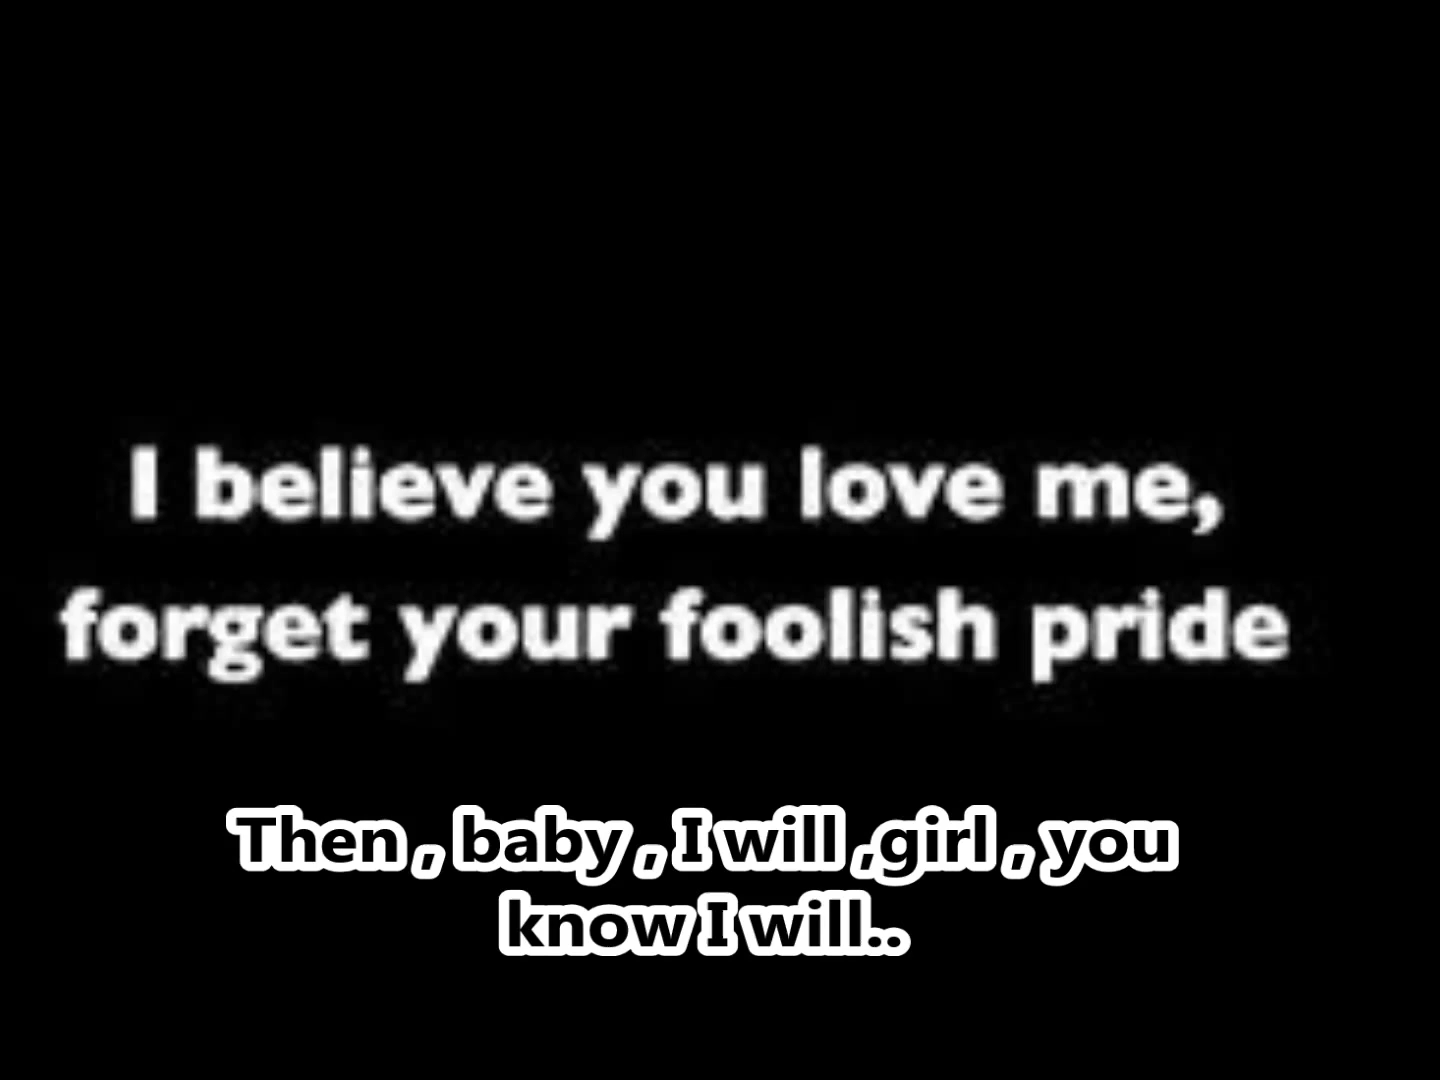 I believe you love me,
forget your foolish pride
Then , baby , I will ,girl , you
know I will..